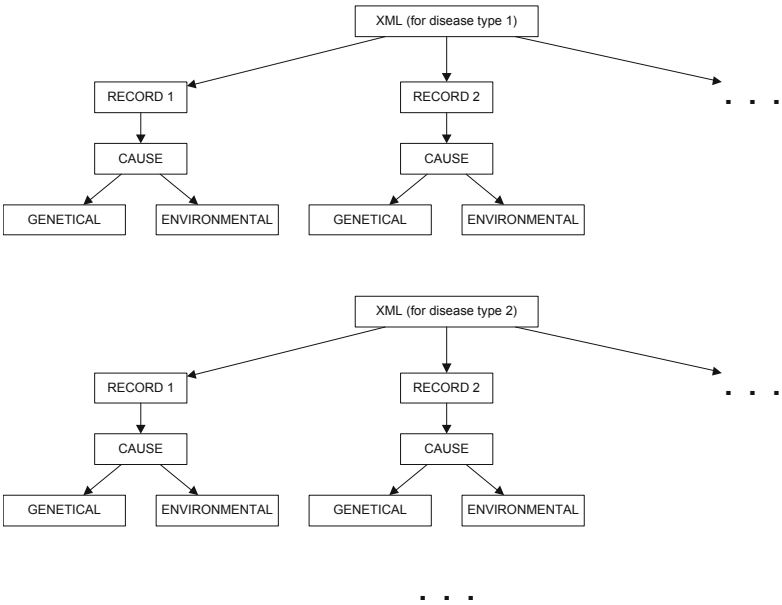 XML (for disease type 1)
RECORD 1 RECORD 2 . . .
CAUSE CAUSE
GENETICAL ENVIRONMENTAL GENETICAL ENVIRONMENTAL
XML (for disease type 2)
RECORD 1 RECORD 2 . . .
CAUSE CAUSE
GENETICAL ENVIRONMENTAL GENETICAL ENVIRONMENTAL
. . .